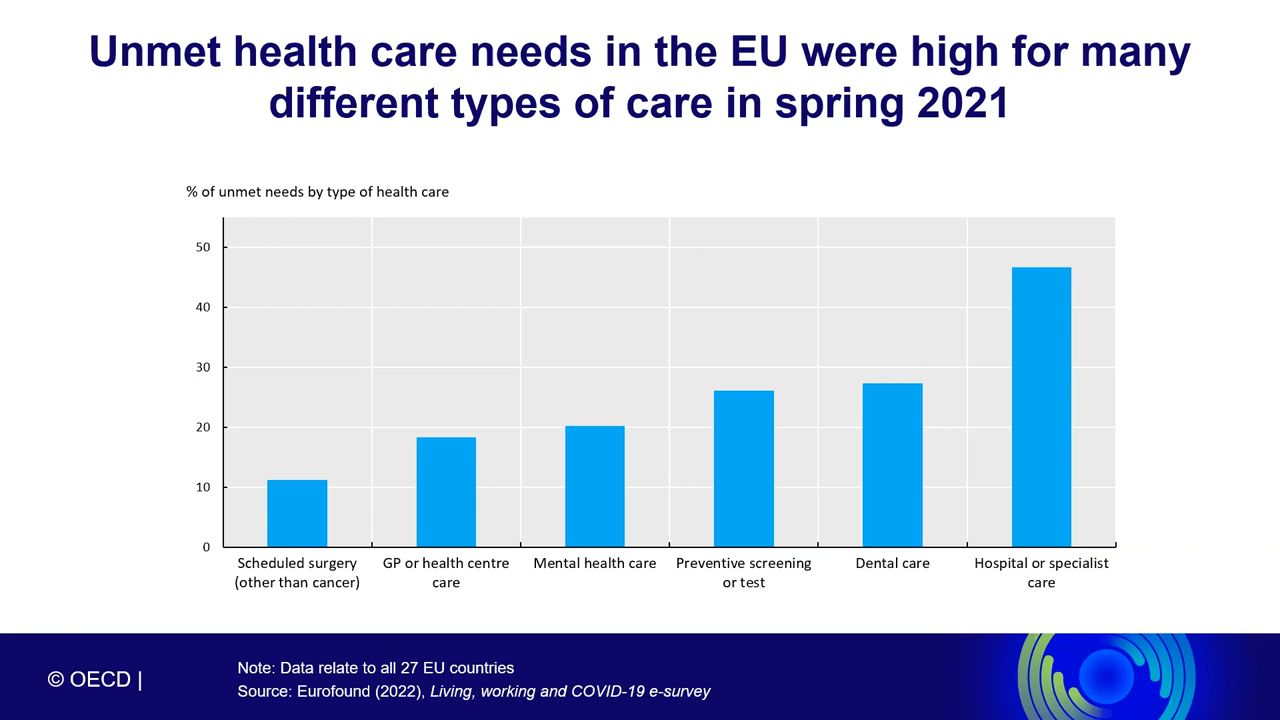 Unmet health care needs in the EU were high for many
different types of care in spring 2021
% of unmet needs by type of health care
50
40
30
20
10
0
Scheduled surgery
(other than cancer)
GP or health centre
care
Mental health care
Preventive screening
or test
Dental care
Hospital or specialist
care
© OECD |
Note: Data relate to all 27 EU countries
Source: Eurofound (2022), Living, working and COVID-19 e-survey